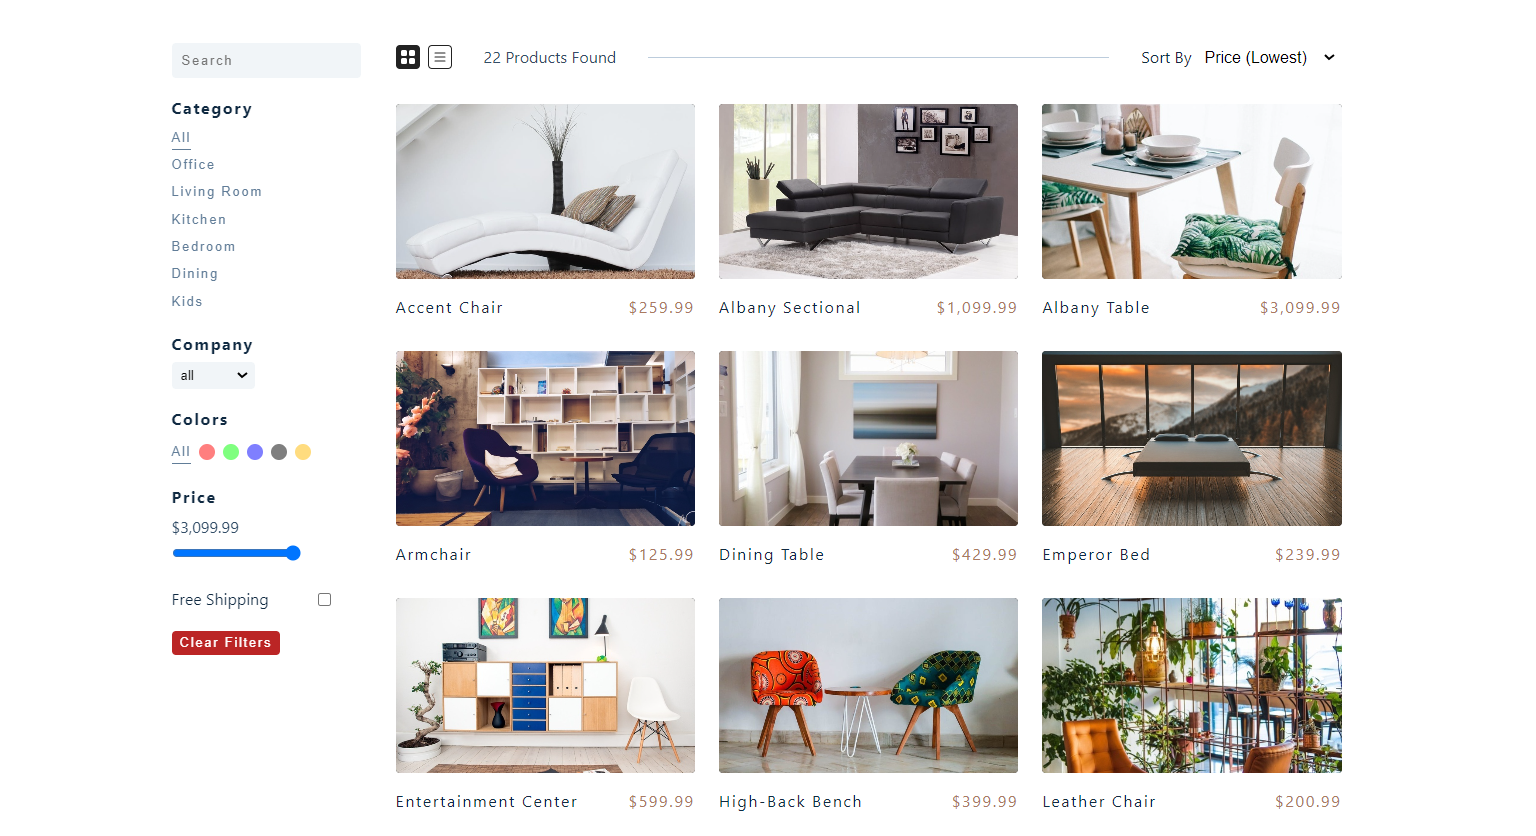 Search
22 Products Found
Sort By Price (Lowest)
Category
All
Office
Living Room
Kitchen
Bedroom
Dining
Kids
Company
all
Colors
All
Price
$3,099.99
Free Shipping
Clear Filters
Accent Chair $259.99
Albany Sectional $1,099.99
Albany Table $3,099.99
Armchair $125.99
Dining Table $429.99
Emperor Bed $239.99
Entertainment Center $599.99
High-Back Bench $399.99
Leather Chair $200.99